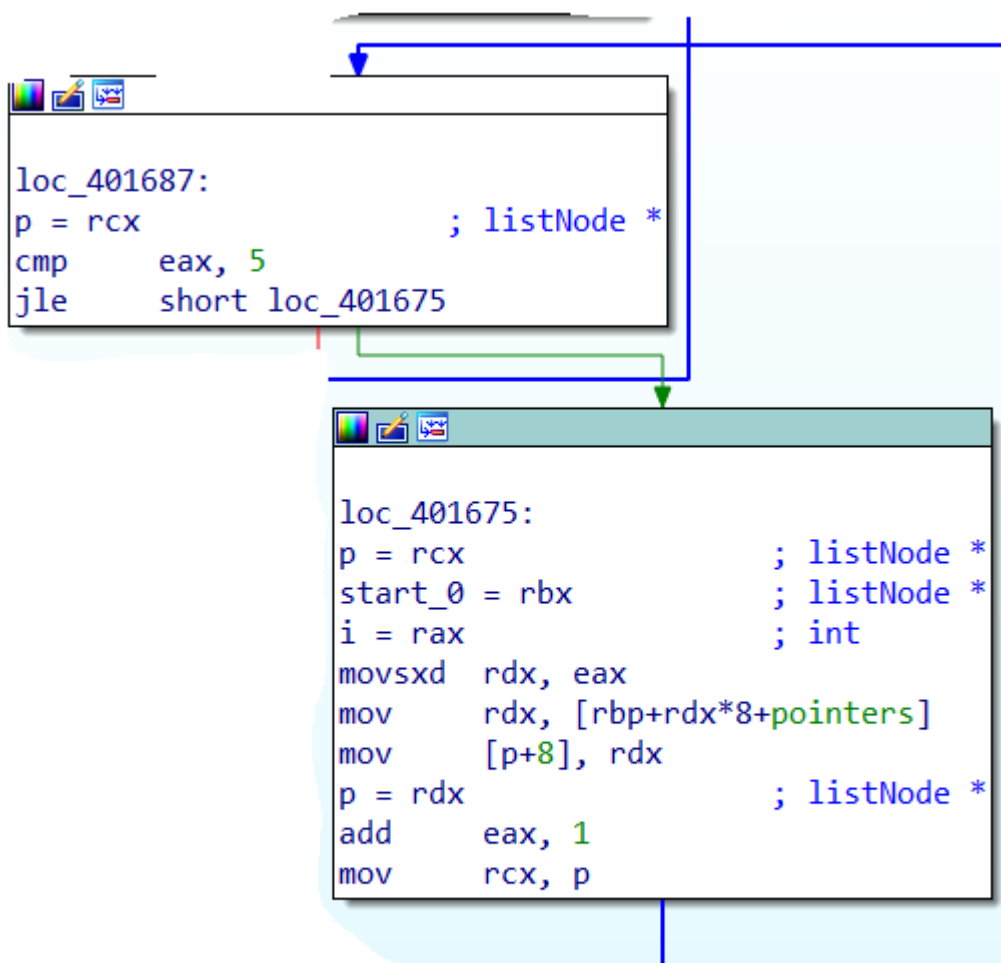 loc_401687:
p = rcx ; listNode *
cmp eax, 5
jle short loc_401675
loc_401675:
p = rcx ; listNode *
start_0 = rbx ; listNode *
i = rax ; int
movsxd rdx, eax
mov rdx, [rbp+rdx*8+pointers]
mov [p+8], rdx
p = rdx ; listNode *
add eax, 1
mov rcx, p